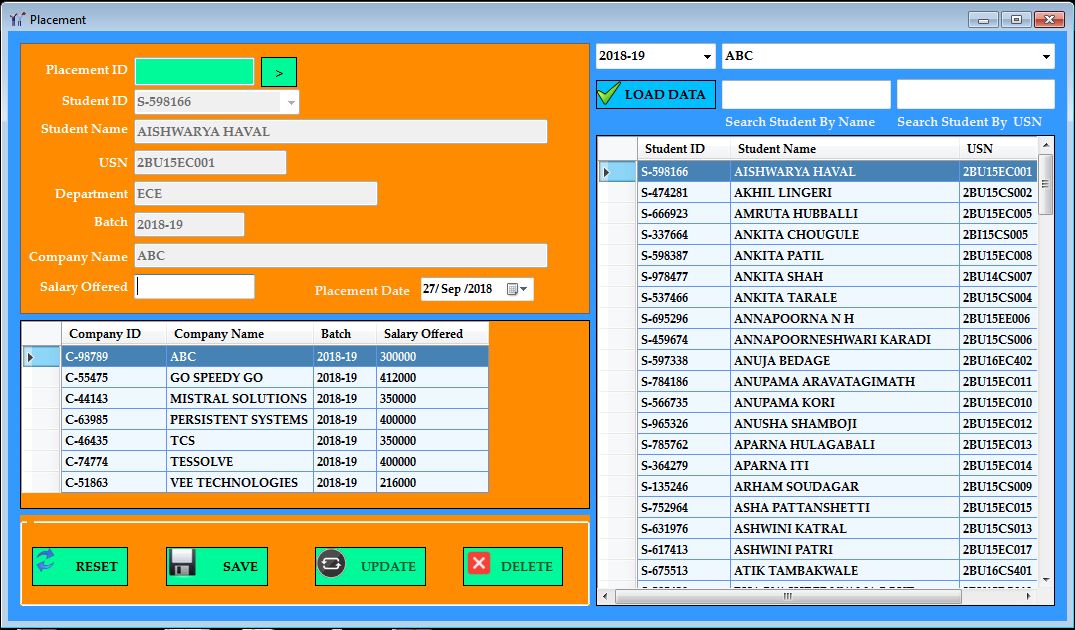 Placement
Placement ID
>
Student ID S-598166
Student Name AISHWARYA HAVAL
USN 2BU15EC001
Department ECE
Batch 2018-19
Company Name ABC
Salary Offered
Placement Date 27/ Sep /2018
Company ID Company Name Batch Salary Offered
C-98789 ABC 2018-19 300000
C-55475 GO SPEEDY GO 2018-19 412000
C-44143 MISTRAL SOLUTIONS 2018-19 350000
C-63985 PERSISTENT SYSTEMS 2018-19 400000
C-46435 TCS 2018-19 350000
C-74774 TESSOLVE 2018-19 400000
C-51863 VEE TECHNOLOGIES 2018-19 216000
RESET SAVE UPDATE DELETE
2018-19 ABC
LOAD DATA
Search Student By Name Search Student By USN
Student ID Student Name USN
S-598166 AISHWARYA HAVAL 2BU15EC001
S-474281 AKHIL LINGERI 2BU15CS002
S-666923 AMRUTA HUBBALLI 2BU15EC005
S-337664 ANKITA CHOUGULE 2BI15CS005
S-598387 ANKITA PATIL 2BU15EC008
S-978477 ANKITA SHAH 2BU14CS007
S-537466 ANKITA TARALE 2BU15CS004
S-695296 ANNAPOORNA N H 2BU15EE006
S-459674 ANNAPOORNESHWARI KARADI 2BU15CS006
S-597338 ANUJA BEDAGE 2BU16EC402
S-784186 ANUPAMA ARAVATAGIMATH 2BU15EC011
S-566735 ANUPAMA KORI 2BU15EC010
S-965326 ANUSHA SHAMBOJI 2BU15EC012
S-785762 APARNA HULAGABALI 2BU15EC013
S-364279 APARNA ITI 2BU15EC014
S-135246 ARHAM SOUDAGAR 2BU15CS009
S-752964 ASHA PATTANSHETTI 2BU15EC015
S-631976 ASHWINI KATRAL 2BU15CS013
S-617413 ASHWINI PATRI 2BU15EC017
S-675513 ATIK TAMBAKWALE 2BU16CS401